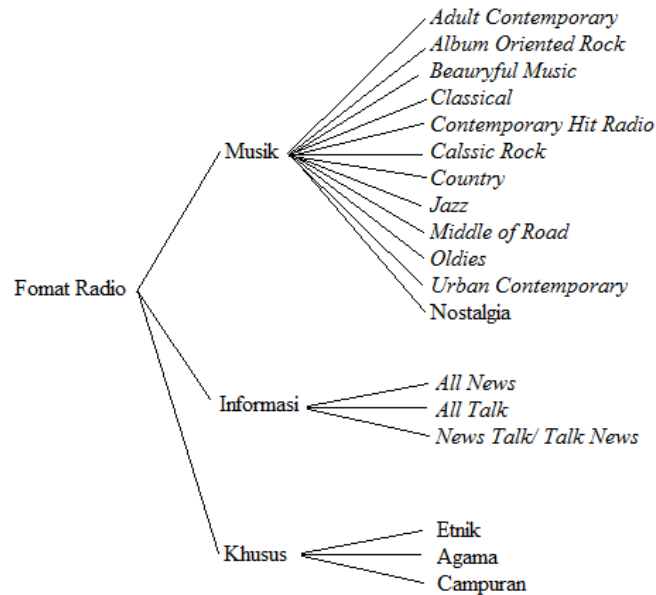 Adult Contemporary
Album Oriented Rock
Beauryful Music
Classical
Contemporary Hit Radio
Musik
Calssic Rock
Country
Jazz
Middle of Road
Oldies
Urban Contemporary
Fomat Radio
Nostalgia
All News
Informasi
All Talk
News Talk/ Talk News
Etnik
Khusus
Agama
Campuran